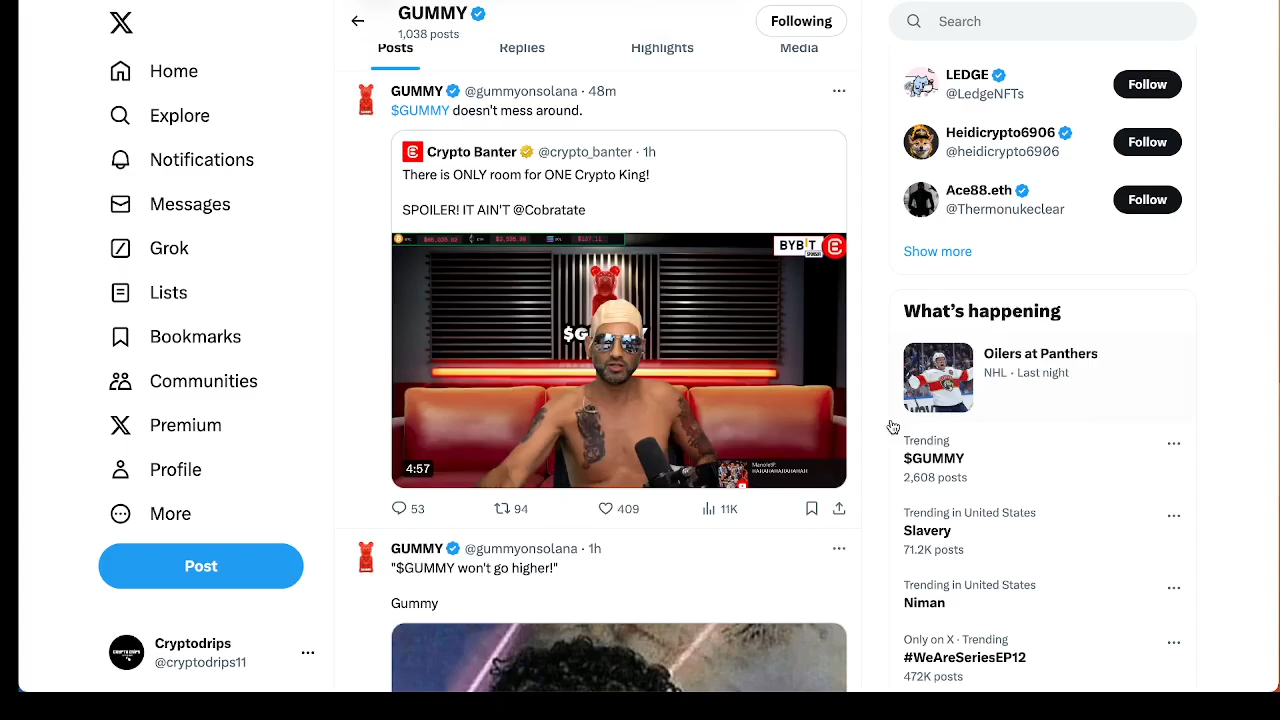 GUMMY
1,038 posts
Following
Search
Posts
Replies
Highlights
Media
Home
Explore
Notifications
Messages
Grok
Lists
Bookmarks
Communities
Premium
Profile
More
Post
Cryptodrips
@cryptodrips11
GUMMY @gummyonsolana · 48m
$GUMMY doesn't mess around.
Crypto Banter @crypto_banter · 1h
There is ONLY room for ONE Crypto King!
SPOILER! IT AIN'T @Cobratate
BYBIT
SPONSOR
4:57
53
94
409
11K
GUMMY @gummyonsolana · 1h
"$GUMMY won't go higher!"
Gummy
LEDGE
@LedgeNFTs
Follow
Heidicrypto6906
@heidicrypto6906
Follow
Ace88.eth
@Thermonukeclear
Follow
Show more
What's happening
Oilers at Panthers
NHL · Last night
Trending
$GUMMY
2,608 posts
Trending in United States
Slavery
71.2K posts
Trending in United States
Niman
Only on X · Trending
#WeAreSeriesEP12
472K posts